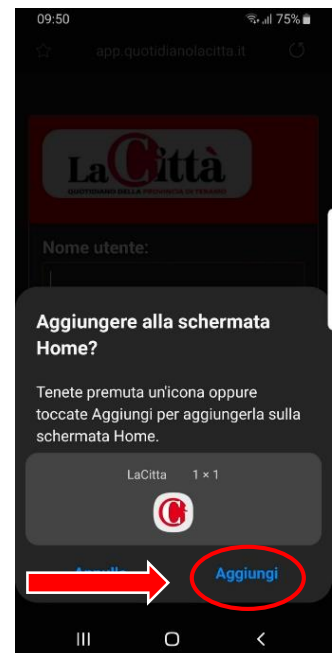 09:50 75%
app.quotidianolacitta.it
LaCittà
QUOTIDIANO DELLA PROVINCIA DI TERAMO
Nome utente:
Aggiungere alla schermata
Home?
Tenete premuta un'icona oppure
toccate Aggiungi per aggiungerla sulla
schermata Home.
LaCitta 1 × 1
Annulla Aggiungi